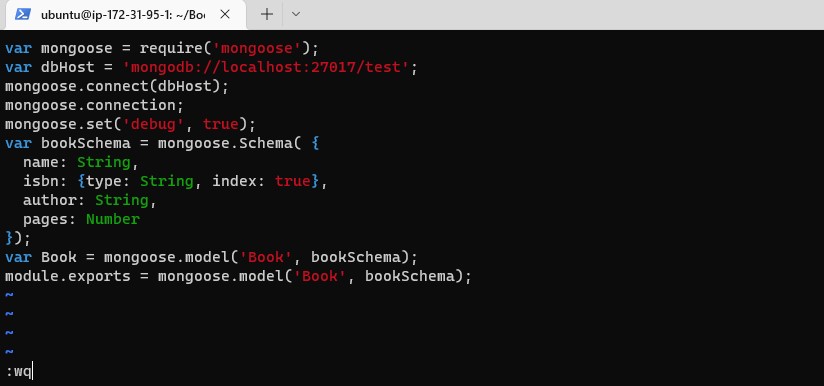 ubuntu@ip-172-31-95-1: ~/Boo
var mongoose = require('mongoose');
var dbHost = 'mongodb://localhost:27017/test';
mongoose.connect(dbHost);
mongoose.connection;
mongoose.set('debug', true);
var bookSchema = mongoose.Schema( {
  name: String,
  isbn: {type: String, index: true},
  author: String,
  pages: Number
});
var Book = mongoose.model('Book', bookSchema);
module.exports = mongoose.model('Book', bookSchema);
~
~
~
~
:wq